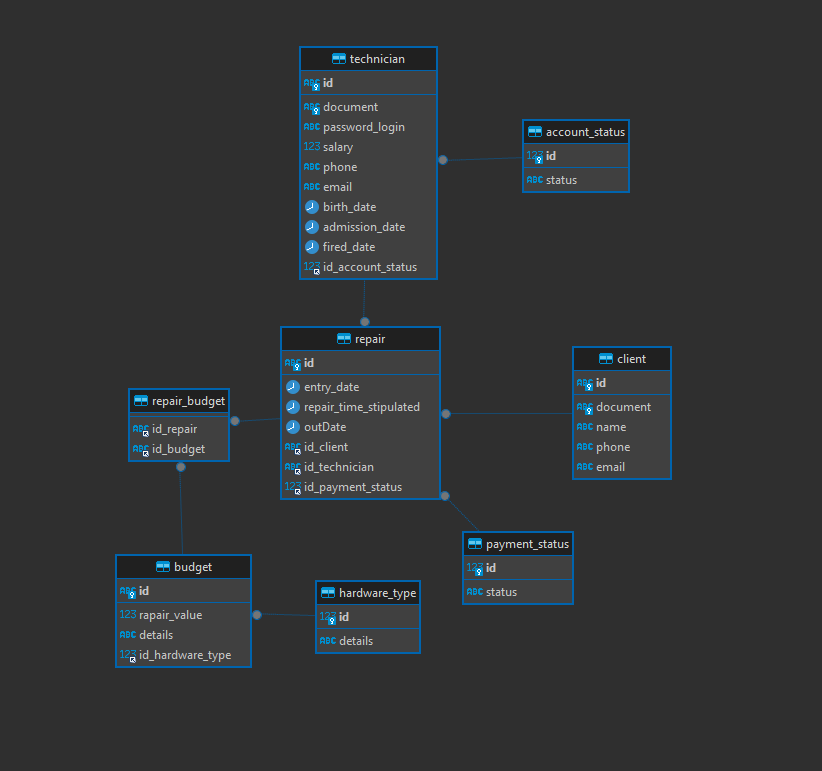 technician
ABC id
ABC document
ABC password_login
123 salary
ABC phone
ABC email
birth_date
admission_date
fired_date
123 id_account_status
account_status
123 id
ABC status
repair
ABC id
entry_date
repair_time_stipulated
outDate
ABC id_client
ABC id_technician
123 id_payment_status
client
ABC id
ABC document
ABC name
ABC phone
ABC email
repair_budget
ABC id_repair
ABC id_budget
payment_status
123 id
ABC status
budget
ABC id
123 rapair_value
ABC details
123 id_hardware_type
hardware_type
123 id
ABC details